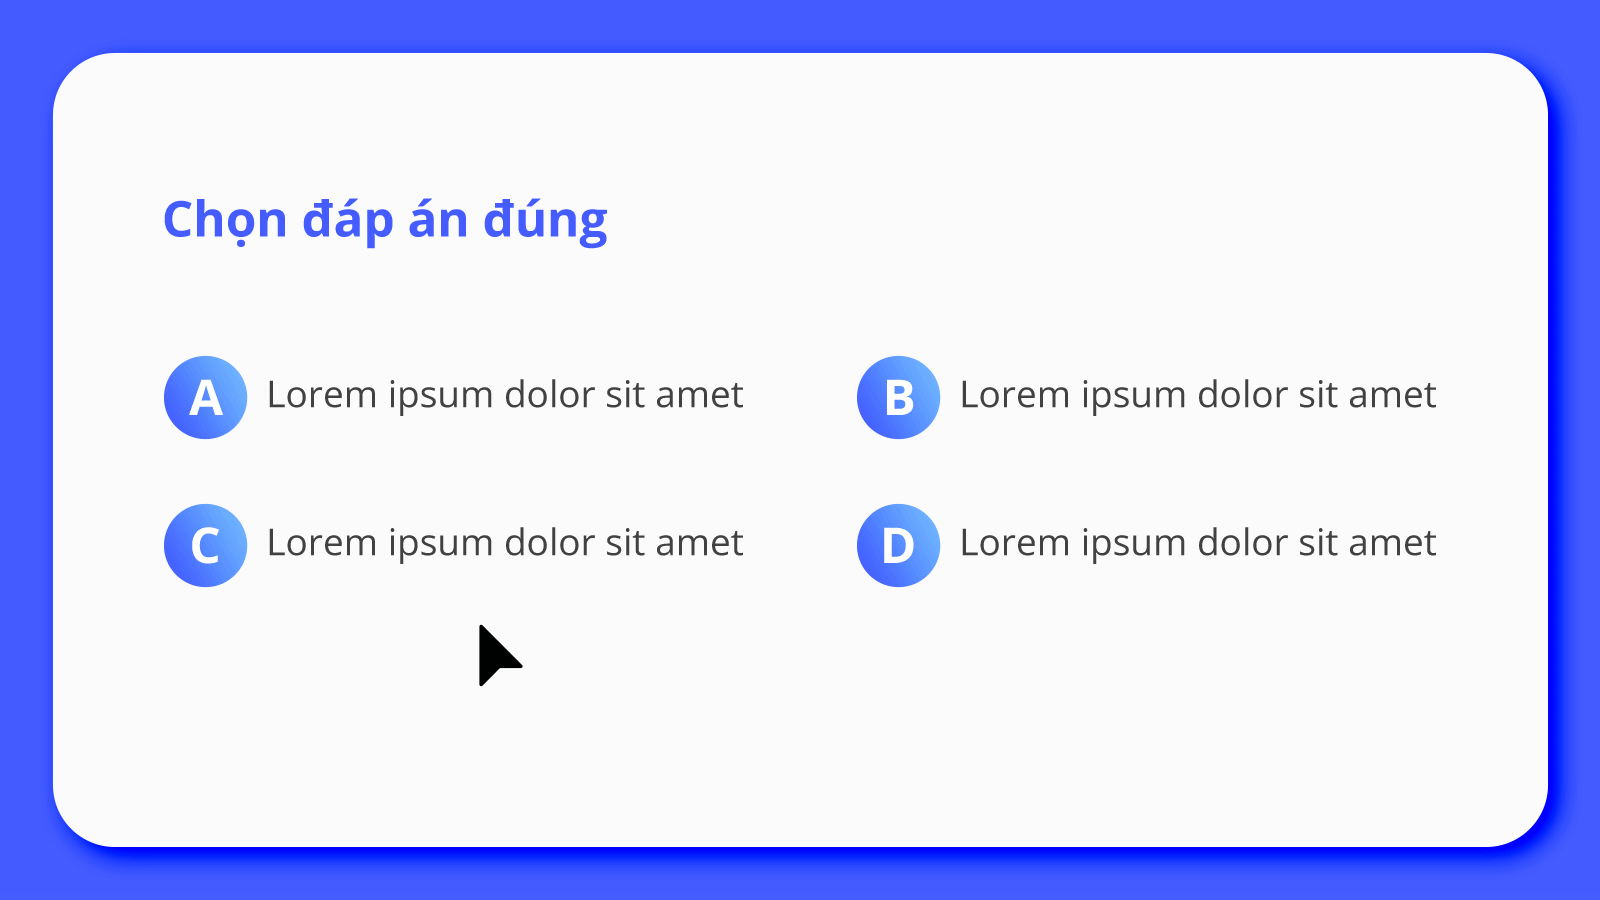 Chọn đáp án đúng
A Lorem ipsum dolor sit amet
B Lorem ipsum dolor sit amet
C Lorem ipsum dolor sit amet
D Lorem ipsum dolor sit amet